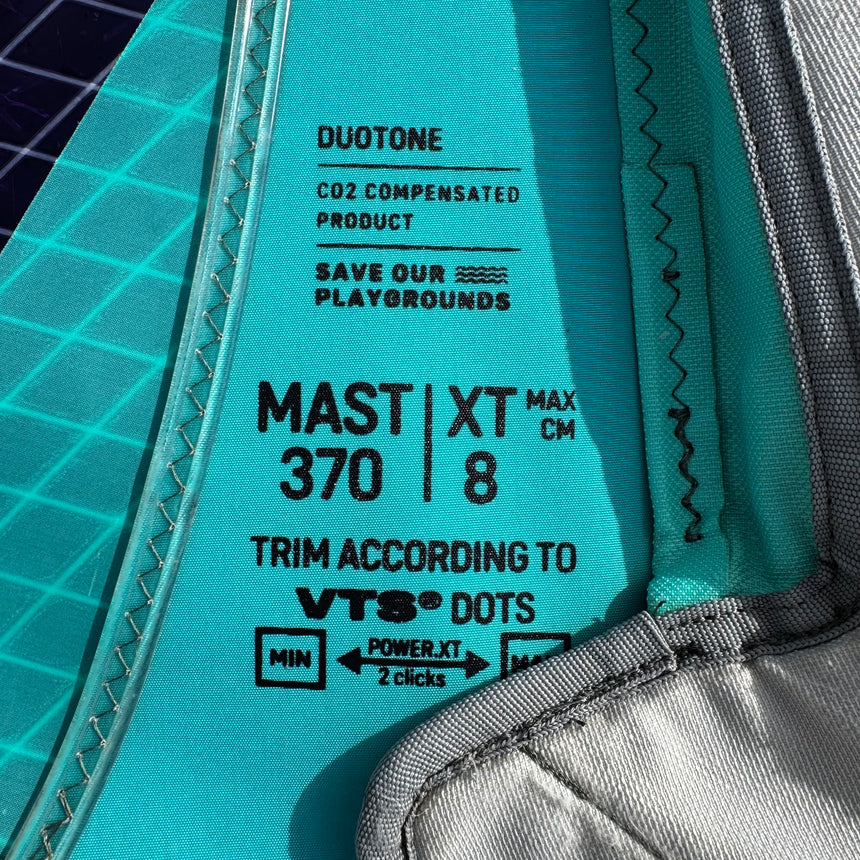 DUOTONE
CO2 COMPENSATED
PRODUCT
SAVE OUR
PLAYGROUNDS
MAST | XT MAX
CM
370 | 8
TRIM ACCORDING TO
VTS® DOTS
MIN POWER.XT
2 clicks